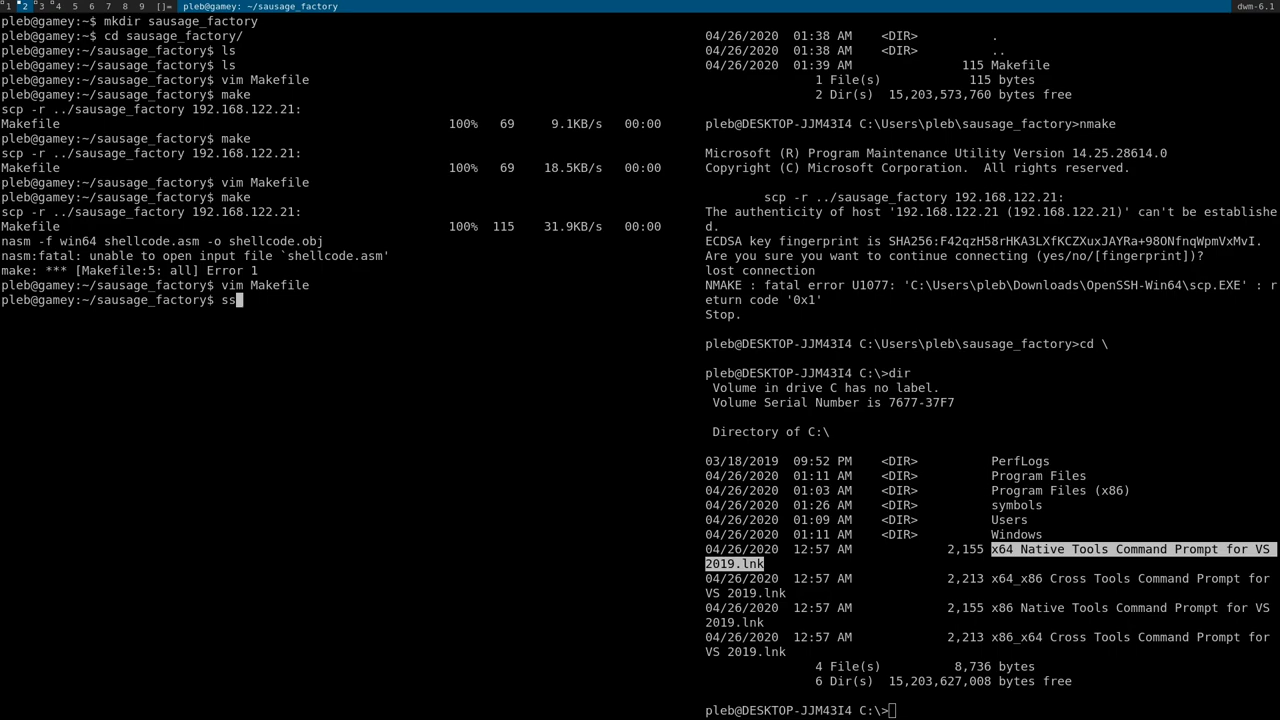 1 2 3 4 5 6 7 8 9 []= pleb@gamey: ~/sausage_factory dwm-6.1
pleb@gamey:~$ mkdir sausage_factory
pleb@gamey:~$ cd sausage_factory/
pleb@gamey:~/sausage_factory$ ls
pleb@gamey:~/sausage_factory$ ls
pleb@gamey:~/sausage_factory$ vim Makefile
pleb@gamey:~/sausage_factory$ make
scp -r ../sausage_factory 192.168.122.21:
Makefile 100% 69 9.1KB/s 00:00
pleb@gamey:~/sausage_factory$ make
scp -r ../sausage_factory 192.168.122.21:
Makefile 100% 69 18.5KB/s 00:00
pleb@gamey:~/sausage_factory$ vim Makefile
pleb@gamey:~/sausage_factory$ make
scp -r ../sausage_factory 192.168.122.21:
Makefile 100% 115 31.9KB/s 00:00
nasm -f win64 shellcode.asm -o shellcode.obj
nasm:fatal: unable to open input file `shellcode.asm'
make: *** [Makefile:5: all] Error 1
pleb@gamey:~/sausage_factory$ vim Makefile
pleb@gamey:~/sausage_factory$ ss
04/26/2020 01:38 AM <DIR> .
04/26/2020 01:38 AM <DIR> ..
04/26/2020 01:39 AM 115 Makefile
1 File(s) 115 bytes
2 Dir(s) 15,203,573,760 bytes free
pleb@DESKTOP-JJM43I4 C:\Users\pleb\sausage_factory>nmake
Microsoft (R) Program Maintenance Utility Version 14.25.28614.0
Copyright (C) Microsoft Corporation. All rights reserved.
scp -r ../sausage_factory 192.168.122.21:
The authenticity of host '192.168.122.21 (192.168.122.21)' can't be establishe
d.
ECDSA key fingerprint is SHA256:F42qzH58rHKA3LXfKCZXuxJAYRa+98ONfnqWpmVxMvI.
Are you sure you want to continue connecting (yes/no/[fingerprint])?
lost connection
NMAKE : fatal error U1077: 'C:\Users\pleb\Downloads\OpenSSH-Win64\scp.EXE' : r
eturn code '0x1'
Stop.
pleb@DESKTOP-JJM43I4 C:\Users\pleb\sausage_factory>cd \
pleb@DESKTOP-JJM43I4 C:\>dir
Volume in drive C has no label.
Volume Serial Number is 7677-37F7
Directory of C:\
03/18/2019 09:52 PM <DIR> PerfLogs
04/26/2020 01:11 AM <DIR> Program Files
04/26/2020 01:03 AM <DIR> Program Files (x86)
04/26/2020 01:26 AM <DIR> symbols
04/26/2020 01:09 AM <DIR> Users
04/26/2020 01:11 AM <DIR> Windows
04/26/2020 12:57 AM 2,155 x64 Native Tools Command Prompt for VS
2019.lnk
04/26/2020 12:57 AM 2,213 x64_x86 Cross Tools Command Prompt for
VS 2019.lnk
04/26/2020 12:57 AM 2,155 x86 Native Tools Command Prompt for VS
2019.lnk
04/26/2020 12:57 AM 2,213 x86_x64 Cross Tools Command Prompt for
VS 2019.lnk
4 File(s) 8,736 bytes
6 Dir(s) 15,203,627,008 bytes free
pleb@DESKTOP-JJM43I4 C:\>